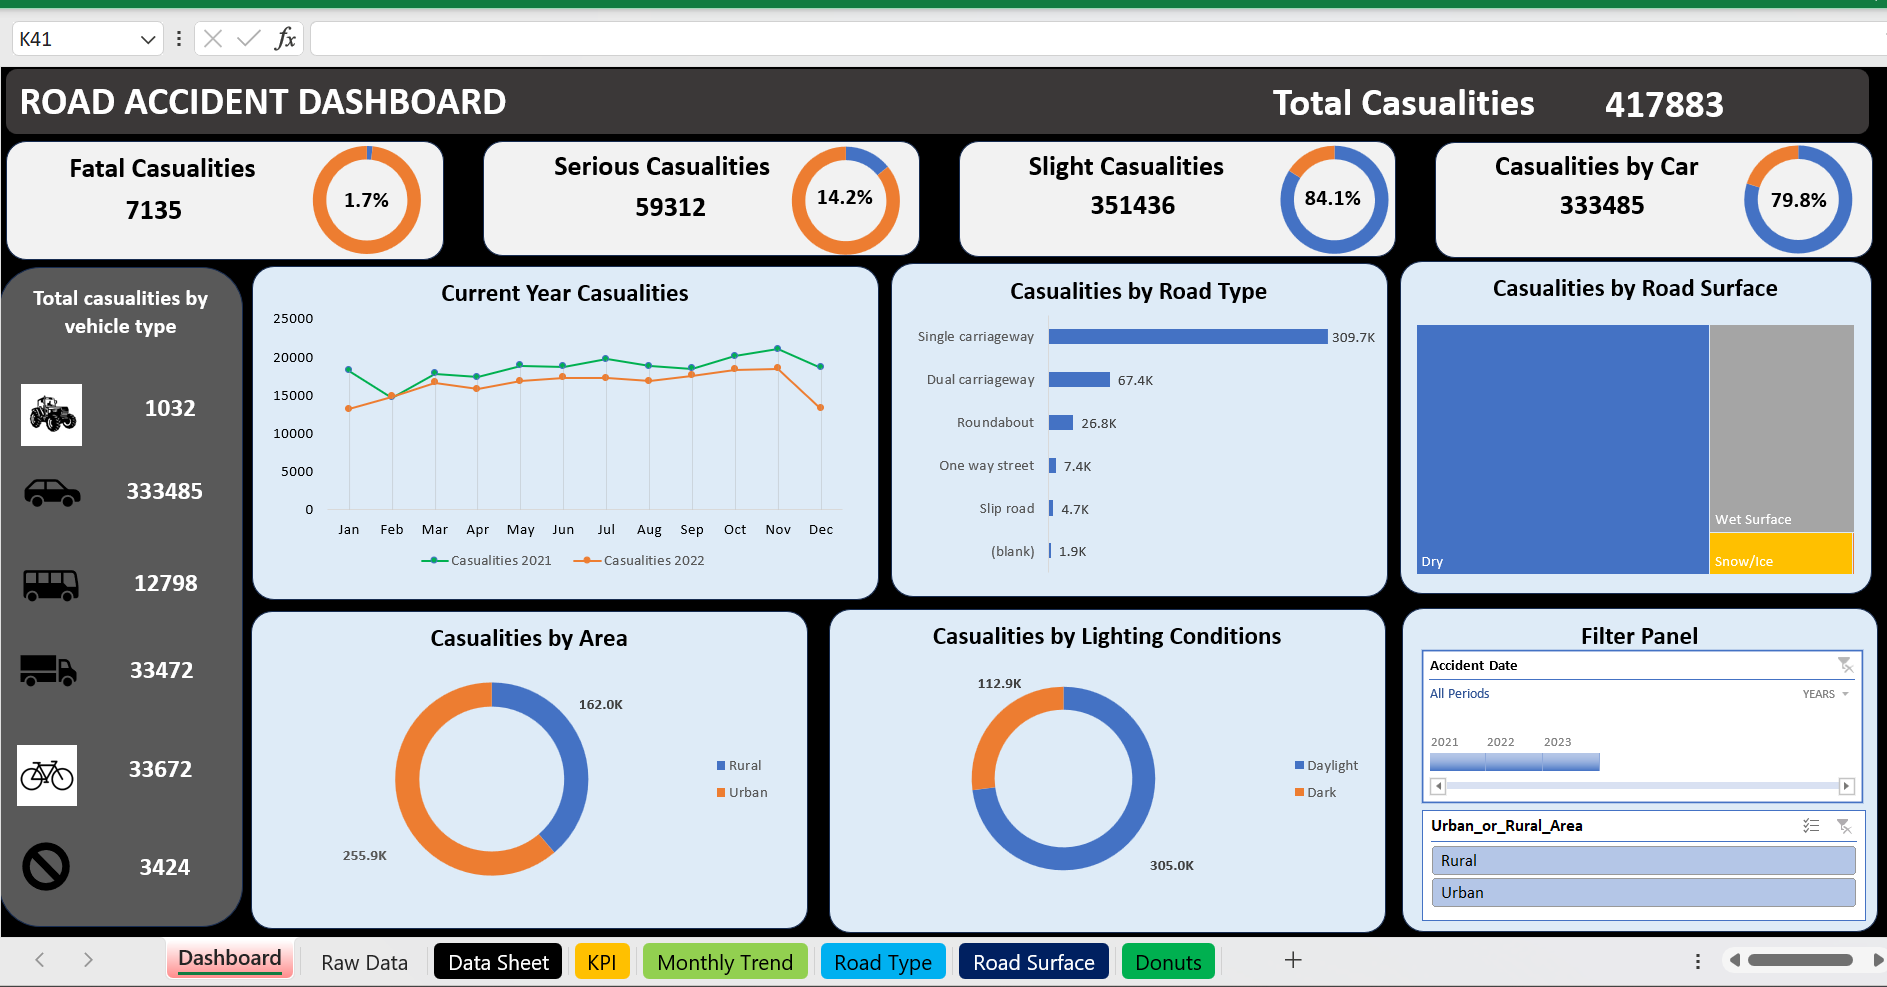 K41
fx
ROAD ACCIDENT DASHBOARD
Total Casualities 417883
Fatal Casualities
7135
1.7%
Serious Casualities
59312
14.2%
Slight Casualities
351436
84.1%
Casualities by Car
333485
79.8%
Total casualities by
vehicle type
1032
333485
12798
33472
33672
3424
Current Year Casualities
25000
20000
15000
10000
5000
0
Jan Feb Mar Apr May Jun Jul Aug Sep Oct Nov Dec
Casualities 2021 Casualities 2022
Casualities by Road Type
Single carriageway 309.7K
Dual carriageway 67.4K
Roundabout 26.8K
One way street 7.4K
Slip road 4.7K
(blank) 1.9K
Casualities by Road Surface
Dry
Wet Surface
Snow/Ice
Casualities by Area
162.0K
255.9K
Rural
Urban
Casualities by Lighting Conditions
112.9K
305.0K
Daylight
Dark
Filter Panel
Accident Date
All Periods YEARS
2021 2022 2023
Urban_or_Rural_Area
Rural
Urban
Dashboard Raw Data Data Sheet KPI Monthly Trend Road Type Road Surface Donuts